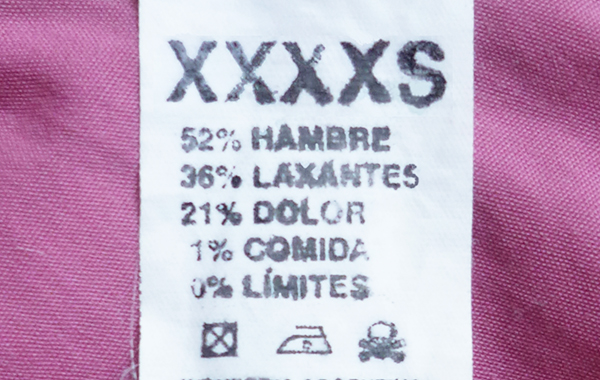 XXXXS
52% HAMBRE
36% LAXANTES
21% DOLOR
1% COMIDA
0% LÍMITES